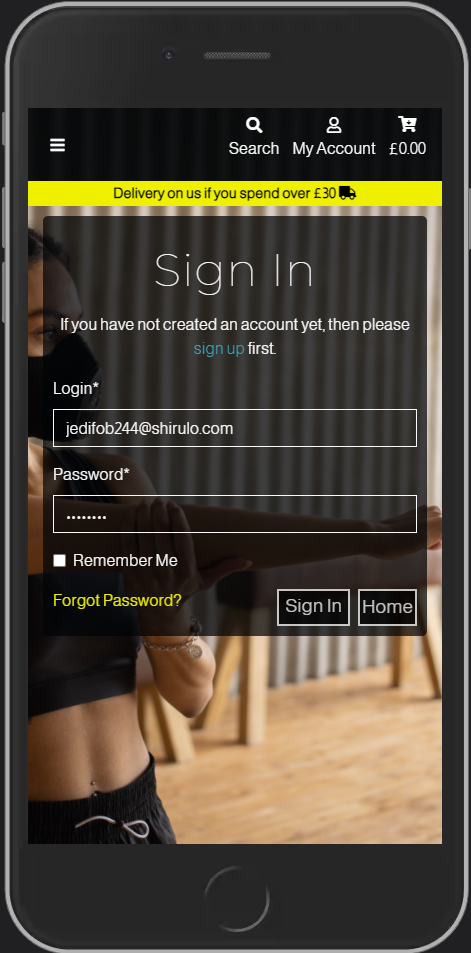 Search My Account £0.00
Delivery on us if you spend over £30
Sign In
If you have not created an account yet, then please
sign up first.
Login*
jedifob244@shirulo.com
Password*
••••••••
Remember Me
Forgot Password? Sign In Home